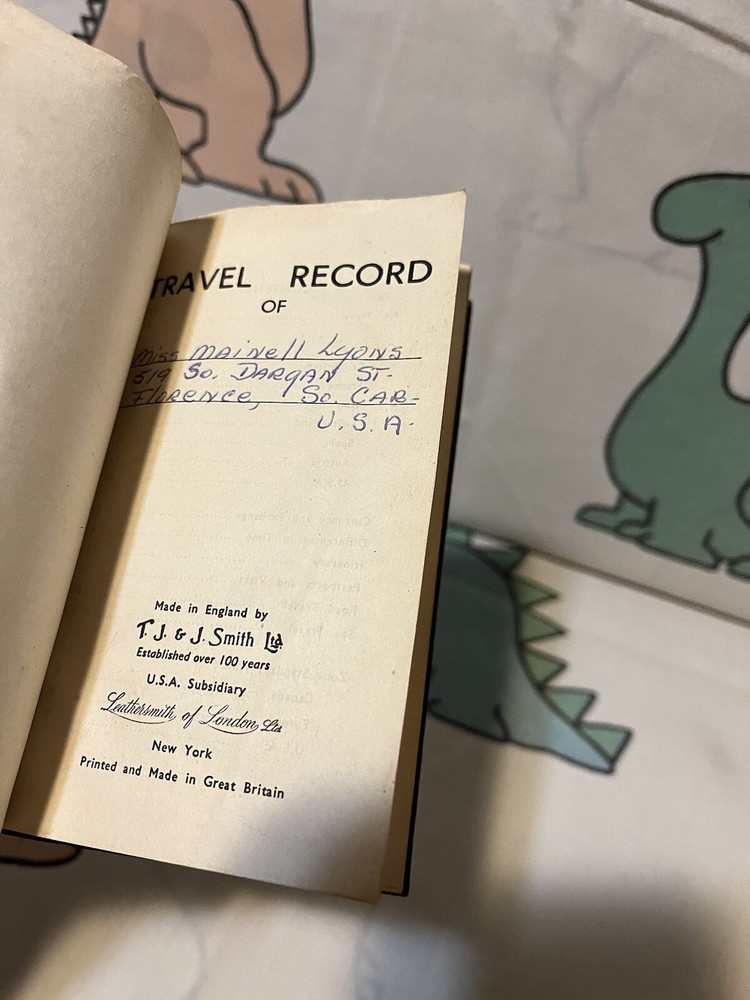 TRAVEL RECORD
OF
Miss Mainell Lyons
519 So. Dargan St-
Florence, So. Car-
U.S.A.
Made in England by
T. J. & J. Smith Ltd.
Established over 100 years
U.S.A. Subsidiary
Leathersmith of London Ltd
New York
Printed and Made in Great Britain